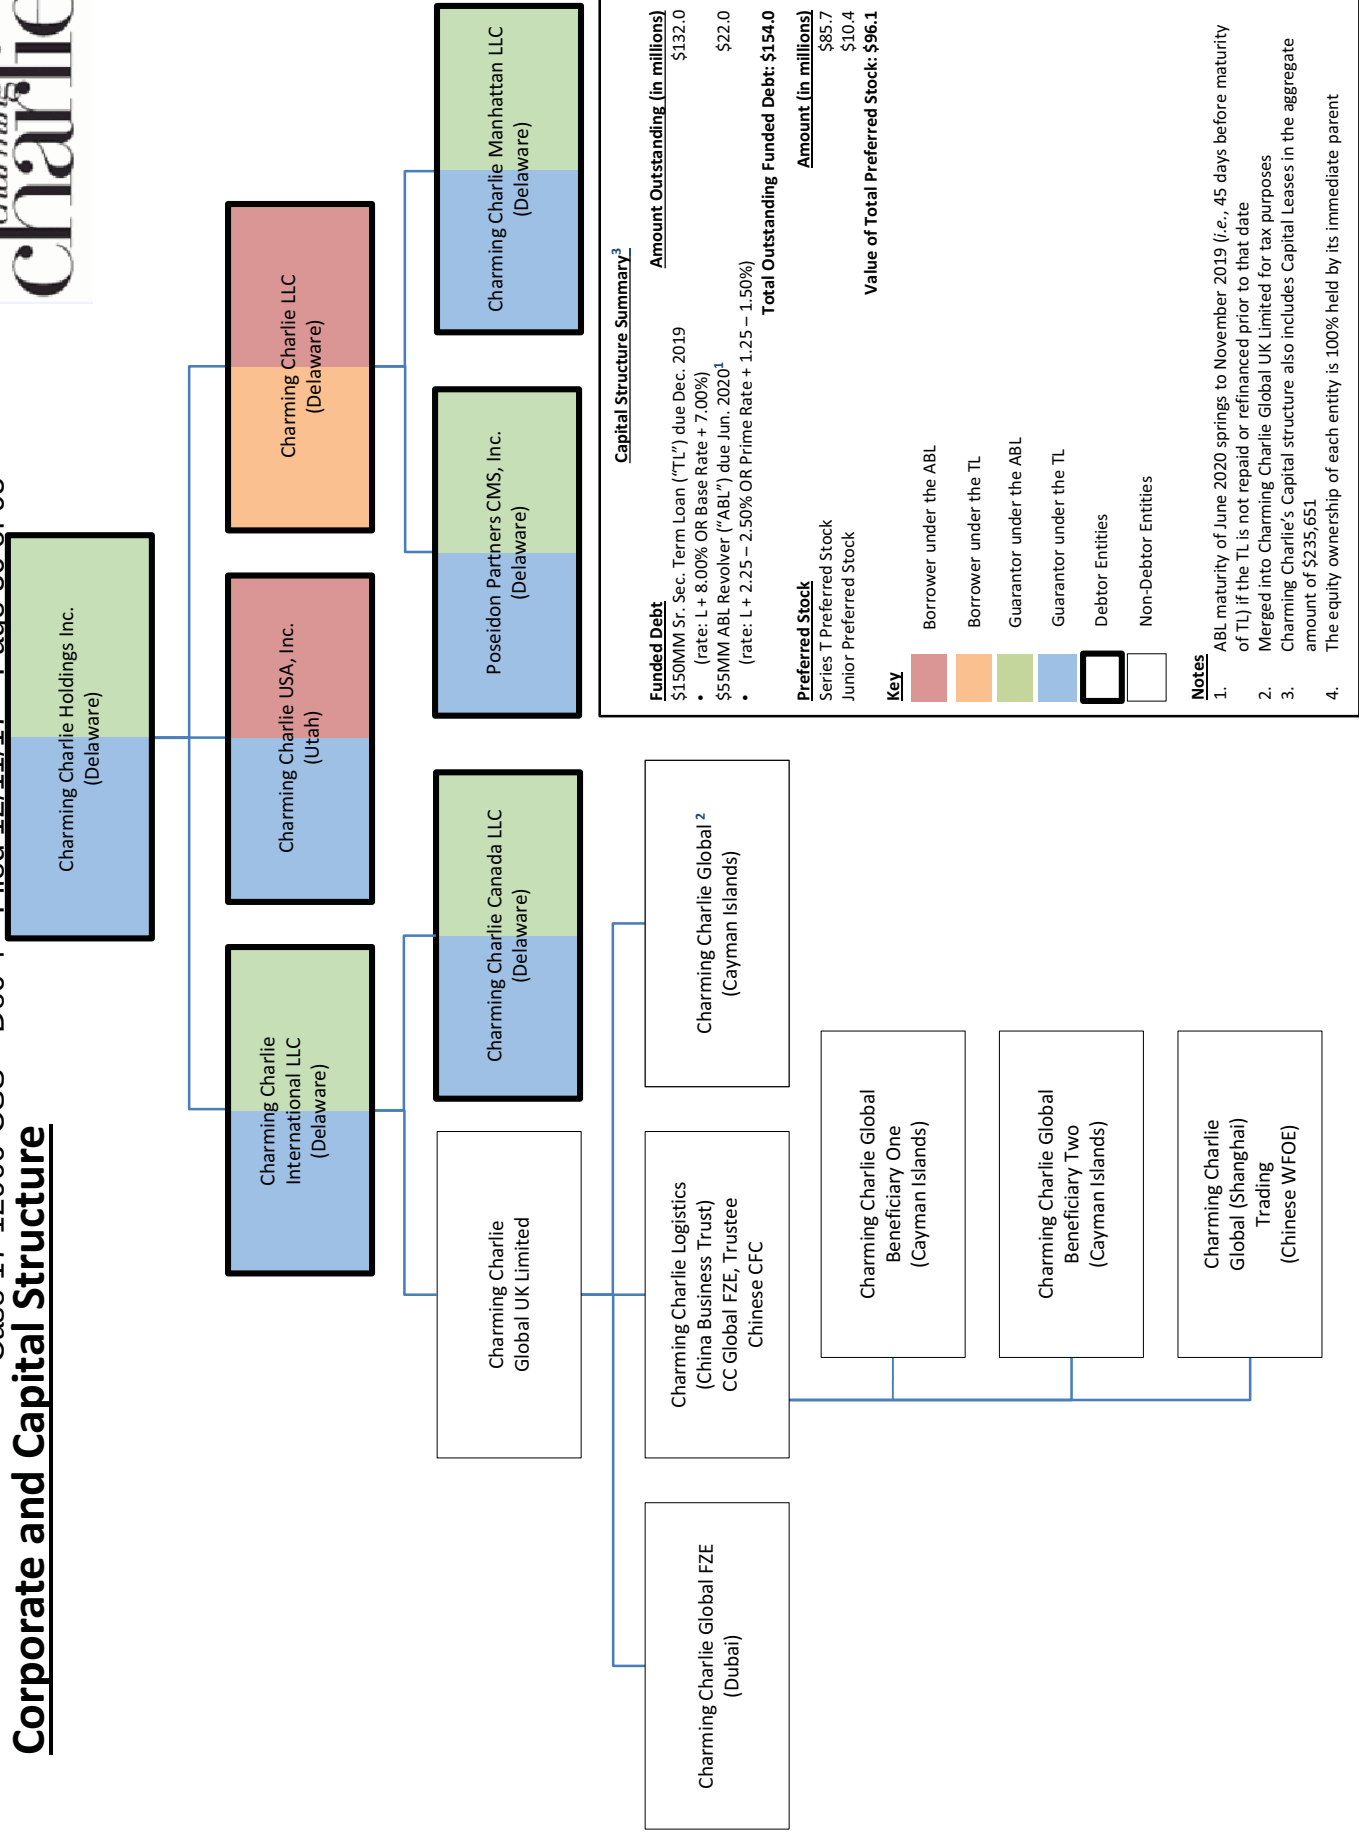 Corporate and Capital Structure
charlie
Charming Charlie Holdings Inc.
(Delaware)
Charming Charlie
International LLC
(Delaware)
Charming Charlie USA, Inc.
(Utah)
Charming Charlie LLC
(Delaware)
Charming Charlie
Global UK Limited
Charming Charlie Canada LLC
(Delaware)
Poseidon Partners CMS, Inc.
(Delaware)
Charming Charlie Manhattan LLC
(Delaware)
Charming Charlie Global FZE
(Dubai)
Charming Charlie Logistics
(China Business Trust)
CC Global FZE, Trustee
Chinese CFC
Charming Charlie Global 2
(Cayman Islands)
Charming Charlie Global
Beneficiary One
(Cayman Islands)
Charming Charlie Global
Beneficiary Two
(Cayman Islands)
Charming Charlie
Global (Shanghai)
Trading
(Chinese WFOE)
Capital Structure Summary3
Funded Debt Amount Outstanding (in millions)
$150MM Sr. Sec. Term Loan (“TL”) due Dec. 2019 $132.0
• (rate: L + 8.00% OR Base Rate + 7.00%)
$55MM ABL Revolver (“ABL”) due Jun. 20201 $22.0
• (rate: L + 2.25 – 2.50% OR Prime Rate + 1.25 – 1.50%)
Total Outstanding Funded Debt: $154.0
Preferred Stock Amount (in millions)
Series T Preferred Stock $85.7
Junior Preferred Stock $10.4
Value of Total Preferred Stock: $96.1
Key
Borrower under the ABL
Borrower under the TL
Guarantor under the ABL
Guarantor under the TL
Debtor Entities
Non-Debtor Entities
Notes
1. ABL maturity of June 2020 springs to November 2019 (i.e., 45 days before maturity
of TL) if the TL is not repaid or refinanced prior to that date
2. Merged into Charming Charlie Global UK Limited for tax purposes
3. Charming Charlie’s Capital structure also includes Capital Leases in the aggregate
amount of $235,651
4. The equity ownership of each entity is 100% held by its immediate parent